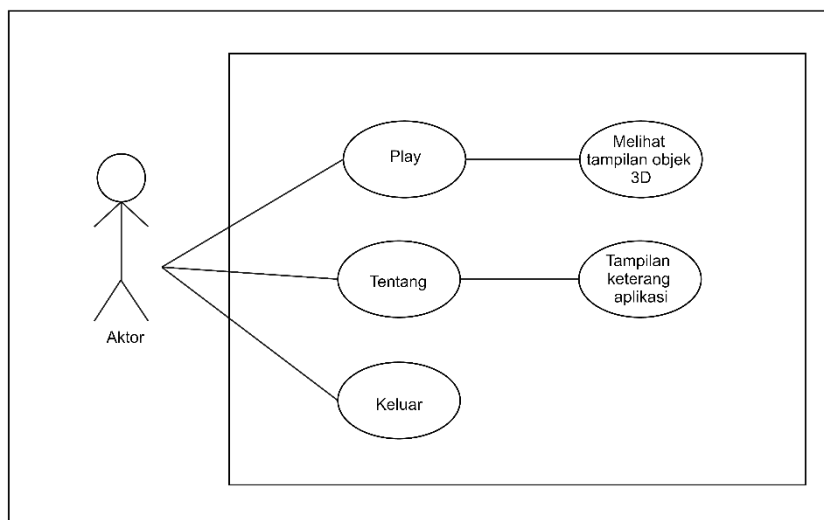 Play
Melihat
tampilan objek
3D
Tentang
Tampilan
keterang
aplikasi
Aktor
Keluar